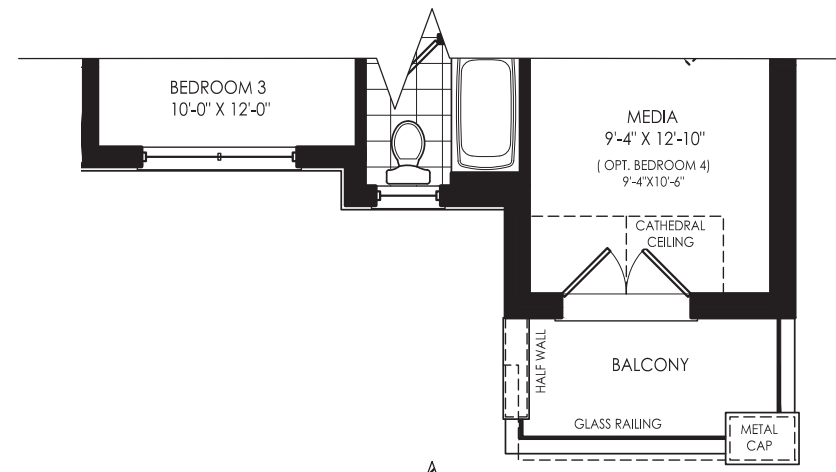 BEDROOM 3
10'-0" X 12'-0"
MEDIA
9'-4" X 12'-10"
( OPT. BEDROOM 4)
9'-4"X10'-6"
CATHEDRAL
CEILING
HALF WALL
BALCONY
GLASS RAILING
METAL
CAP